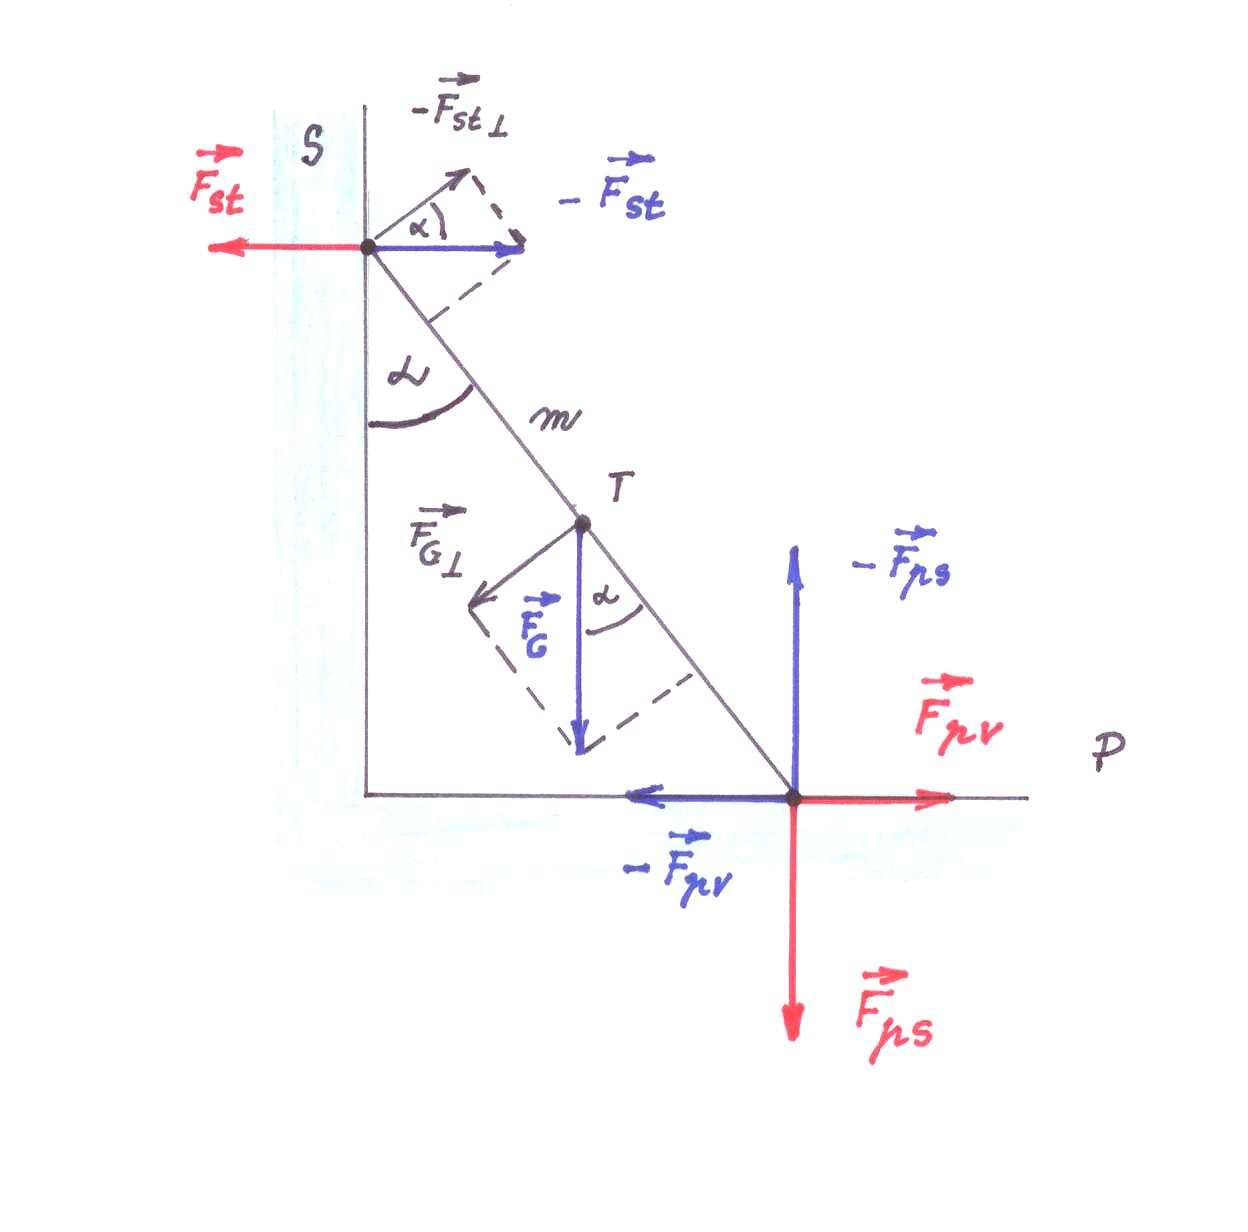 -F⃗st⊥
S
F⃗st
-F⃗st
α
α
m
T
F⃗G⊥
α
F⃗G
-F⃗ps
F⃗pv
P
-F⃗pv
F⃗ps